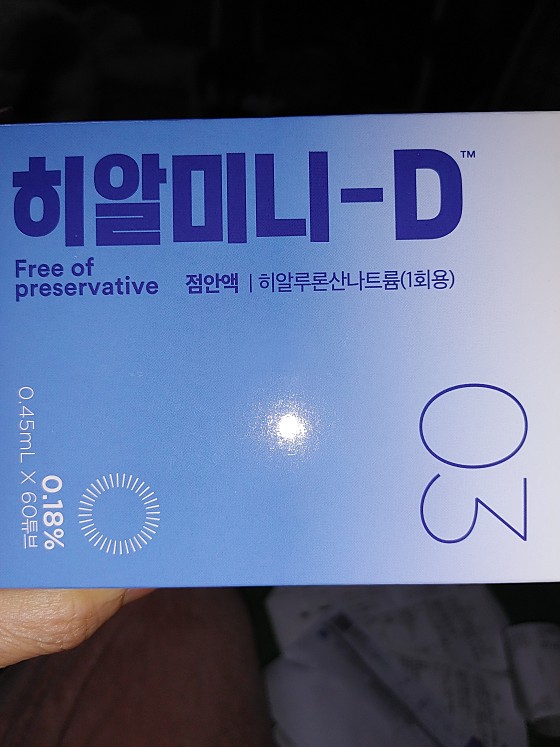 히알미니-D™
Free of
preservative
점안액 | 히알루론산나트륨(1회용)
03
0.18%
0.45mL X 60튜브